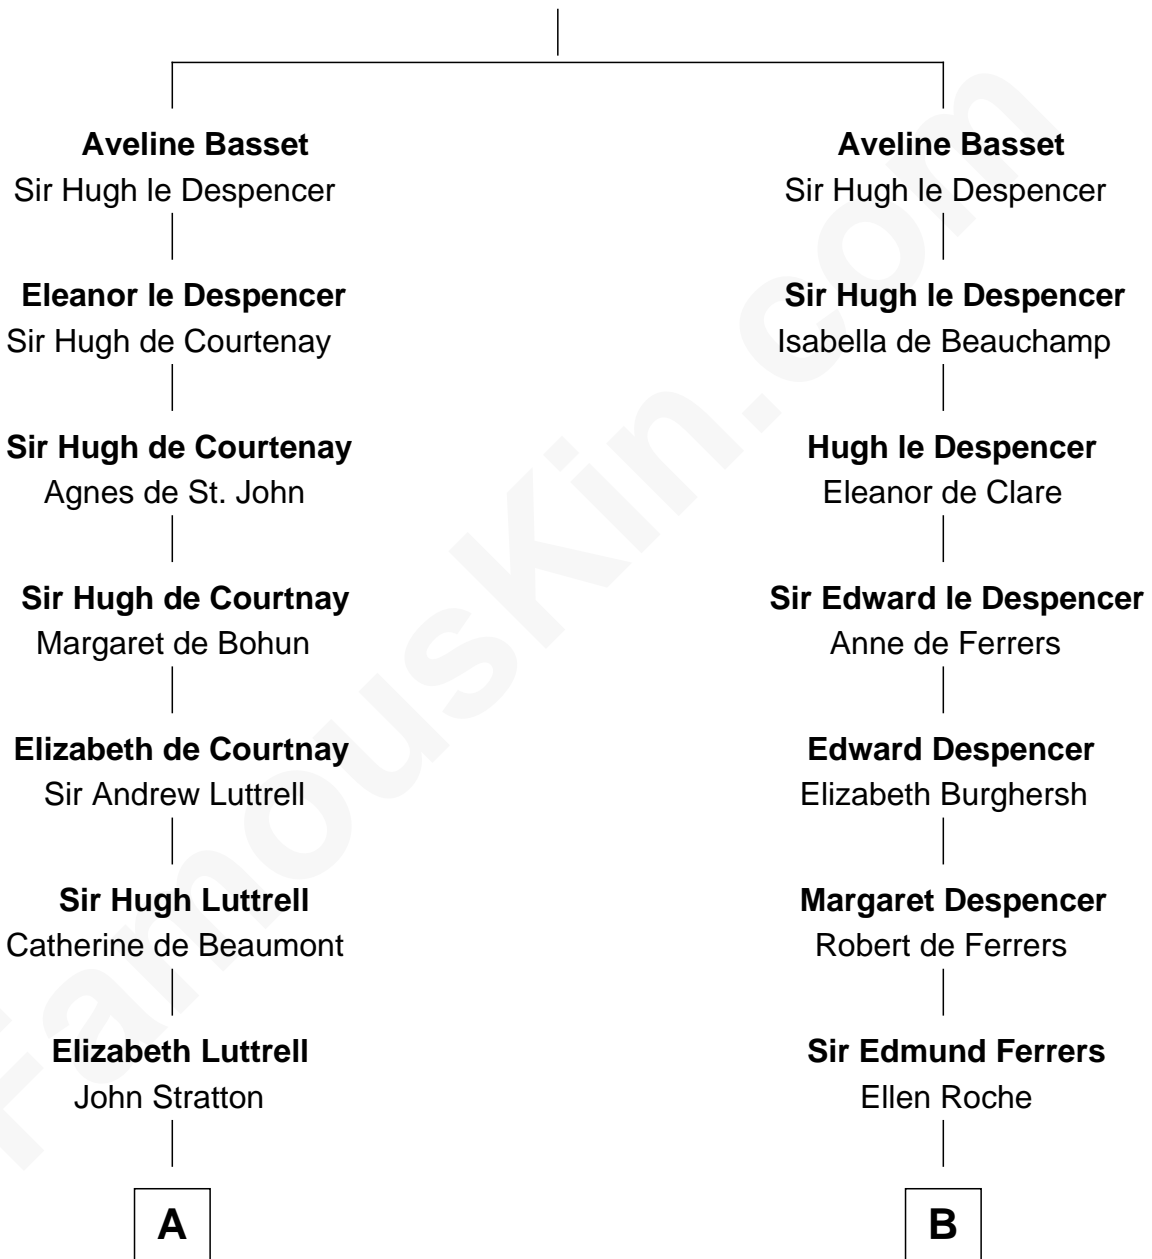 Aveline Basset
Sir Hugh le Despencer
Eleanor le Despencer
Sir Hugh de Courtenay
Sir Hugh de Courtenay
Agnes de St. John
Sir Hugh de Courtnay
Margaret de Bohun
Elizabeth de Courtnay
Sir Andrew Luttrell
Sir Hugh Luttrell
Catherine de Beaumont
Elizabeth Luttrell
John Stratton
A
Aveline Basset
Sir Hugh le Despencer
Sir Hugh le Despencer
Isabella de Beauchamp
Hugh le Despencer
Eleanor de Clare
Sir Edward le Despencer
Anne de Ferrers
Edward Despencer
Elizabeth Burghersh
Margaret Despencer
Robert de Ferrers
Sir Edmund Ferrers
Ellen Roche
B
FamousKin.com